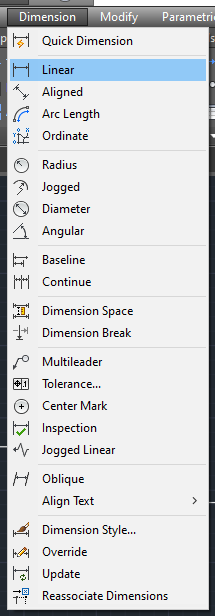 Dimension Modify Parametri
Quick Dimension
Linear
Aligned
Arc Length
Ordinate
Radius
Jogged
Diameter
Angular
Baseline
Continue
Dimension Space
Dimension Break
Multileader
Tolerance...
Center Mark
Inspection
Jogged Linear
Oblique
Align Text
Dimension Style...
Override
Update
Reassociate Dimensions